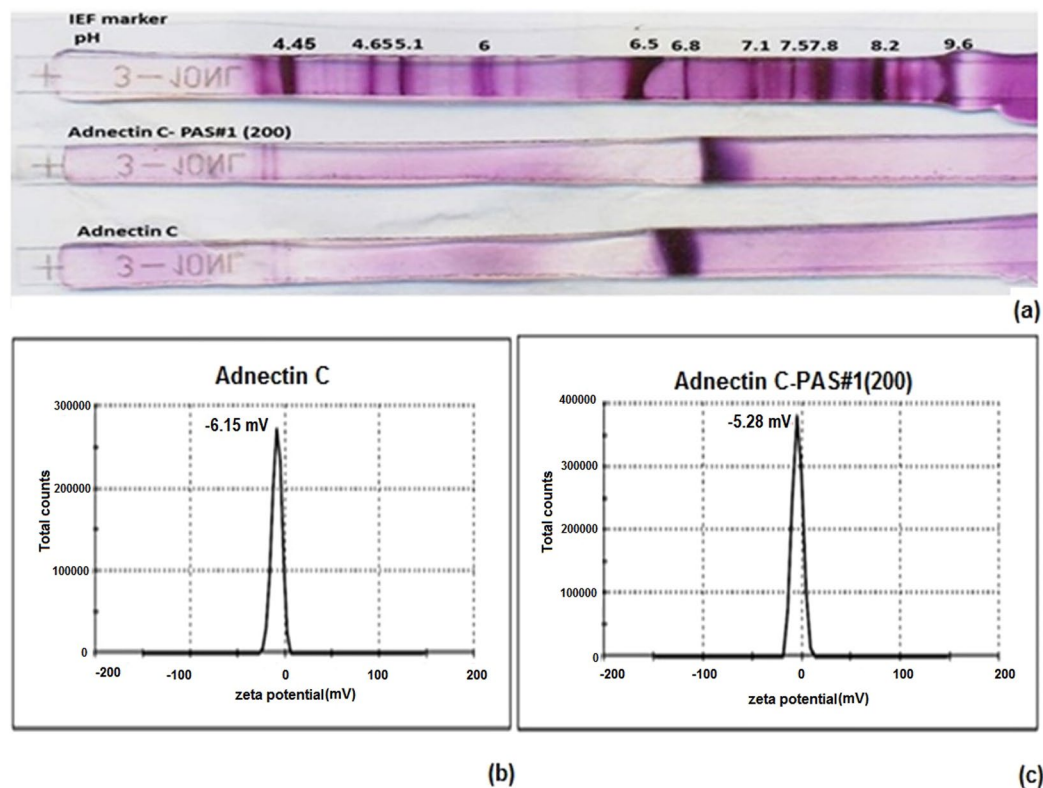 IEF marker
pH
4.45 4.65 5.1 6 6.5 6.8 7.1 7.5 7.8 8.2 9.6
+ 3-10NL
Adnectin C- PAS#1 (200)
+ 3-10NL
Adnectin C
+ 3-10NL
(a)
Adnectin C
300000
-6.15 mV
200000
Total counts
100000
0
-200 -100 0 100 200
zeta potential(mV)
(b)
Adnectin C-PAS#1(200)
400000
-5.28 mV
300000
Total counts
200000
100000
0
-200 -100 0 100 200
zeta potential(mV)
(c)